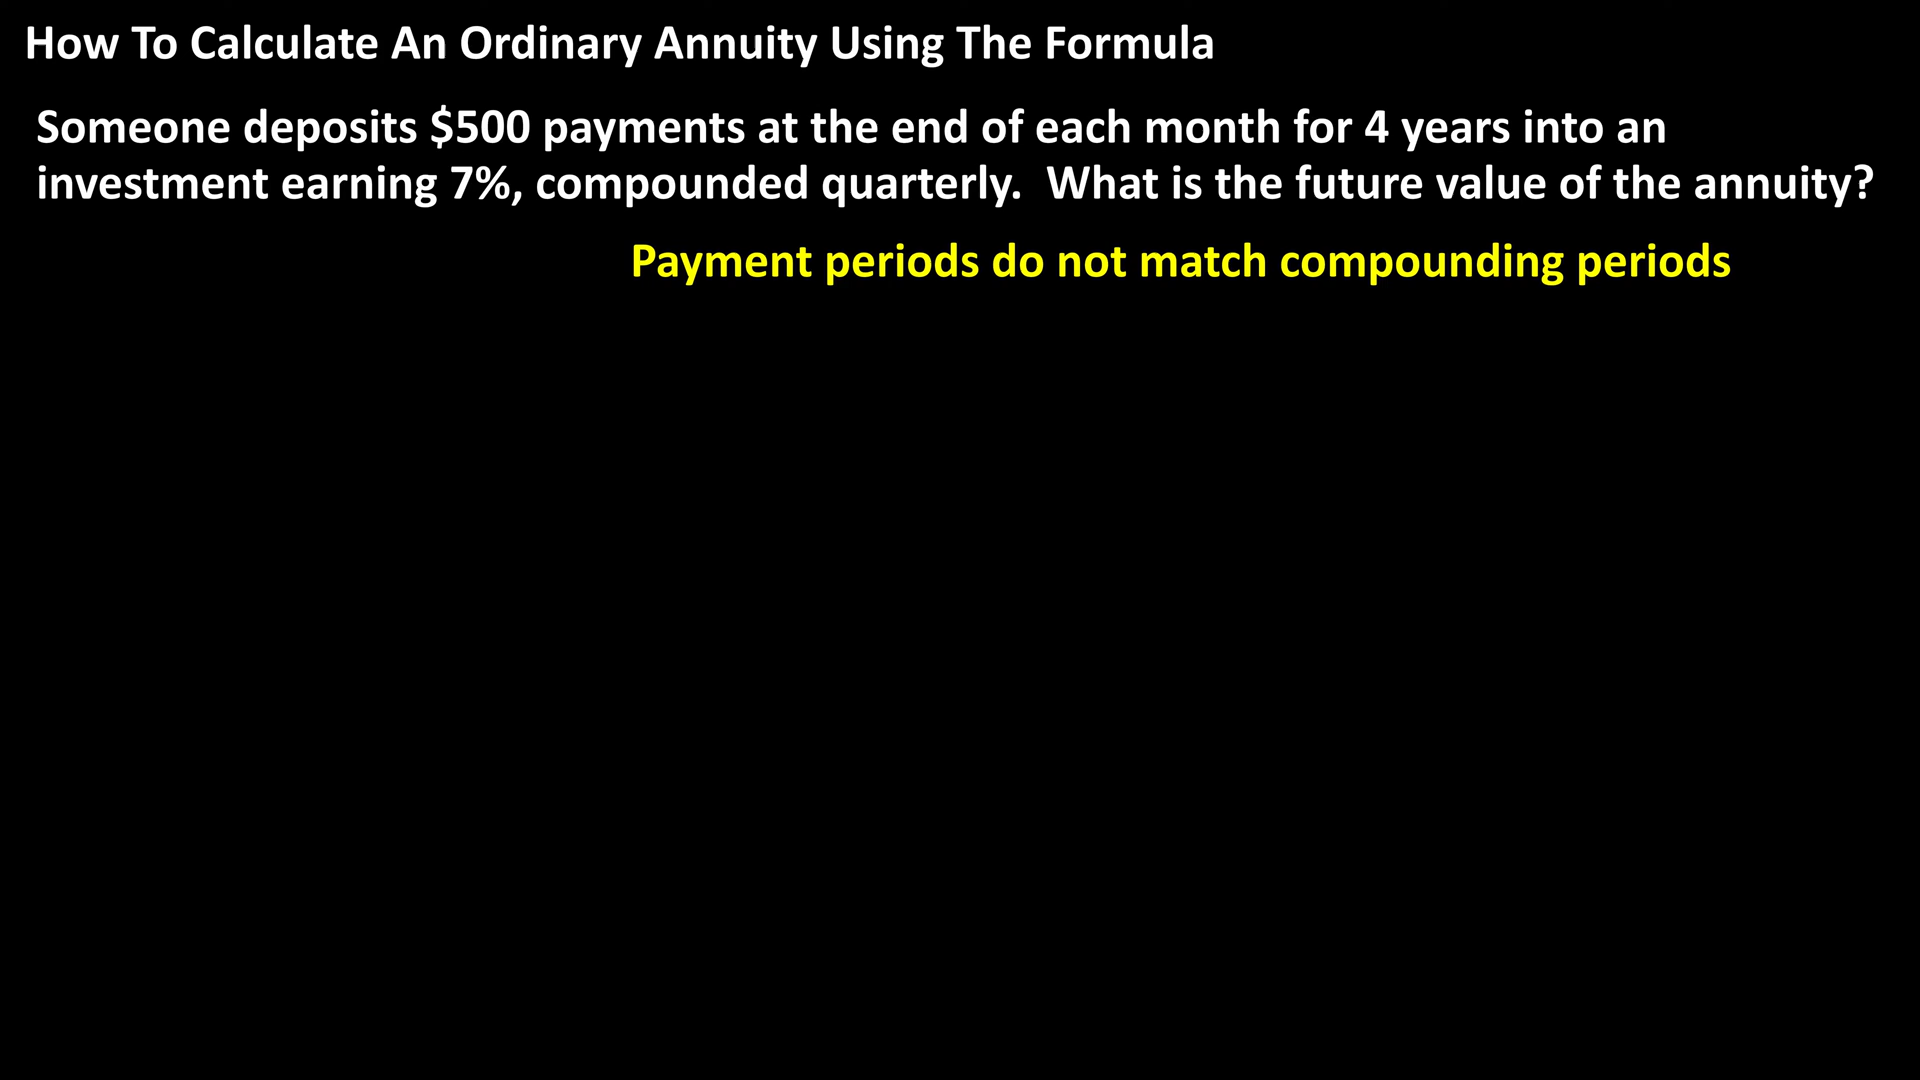 How To Calculate An Ordinary Annuity Using The Formula
Someone deposits $500 payments at the end of each month for 4 years into an
investment earning 7%, compounded quarterly.  What is the future value of the annuity?
Payment periods do not match compounding periods